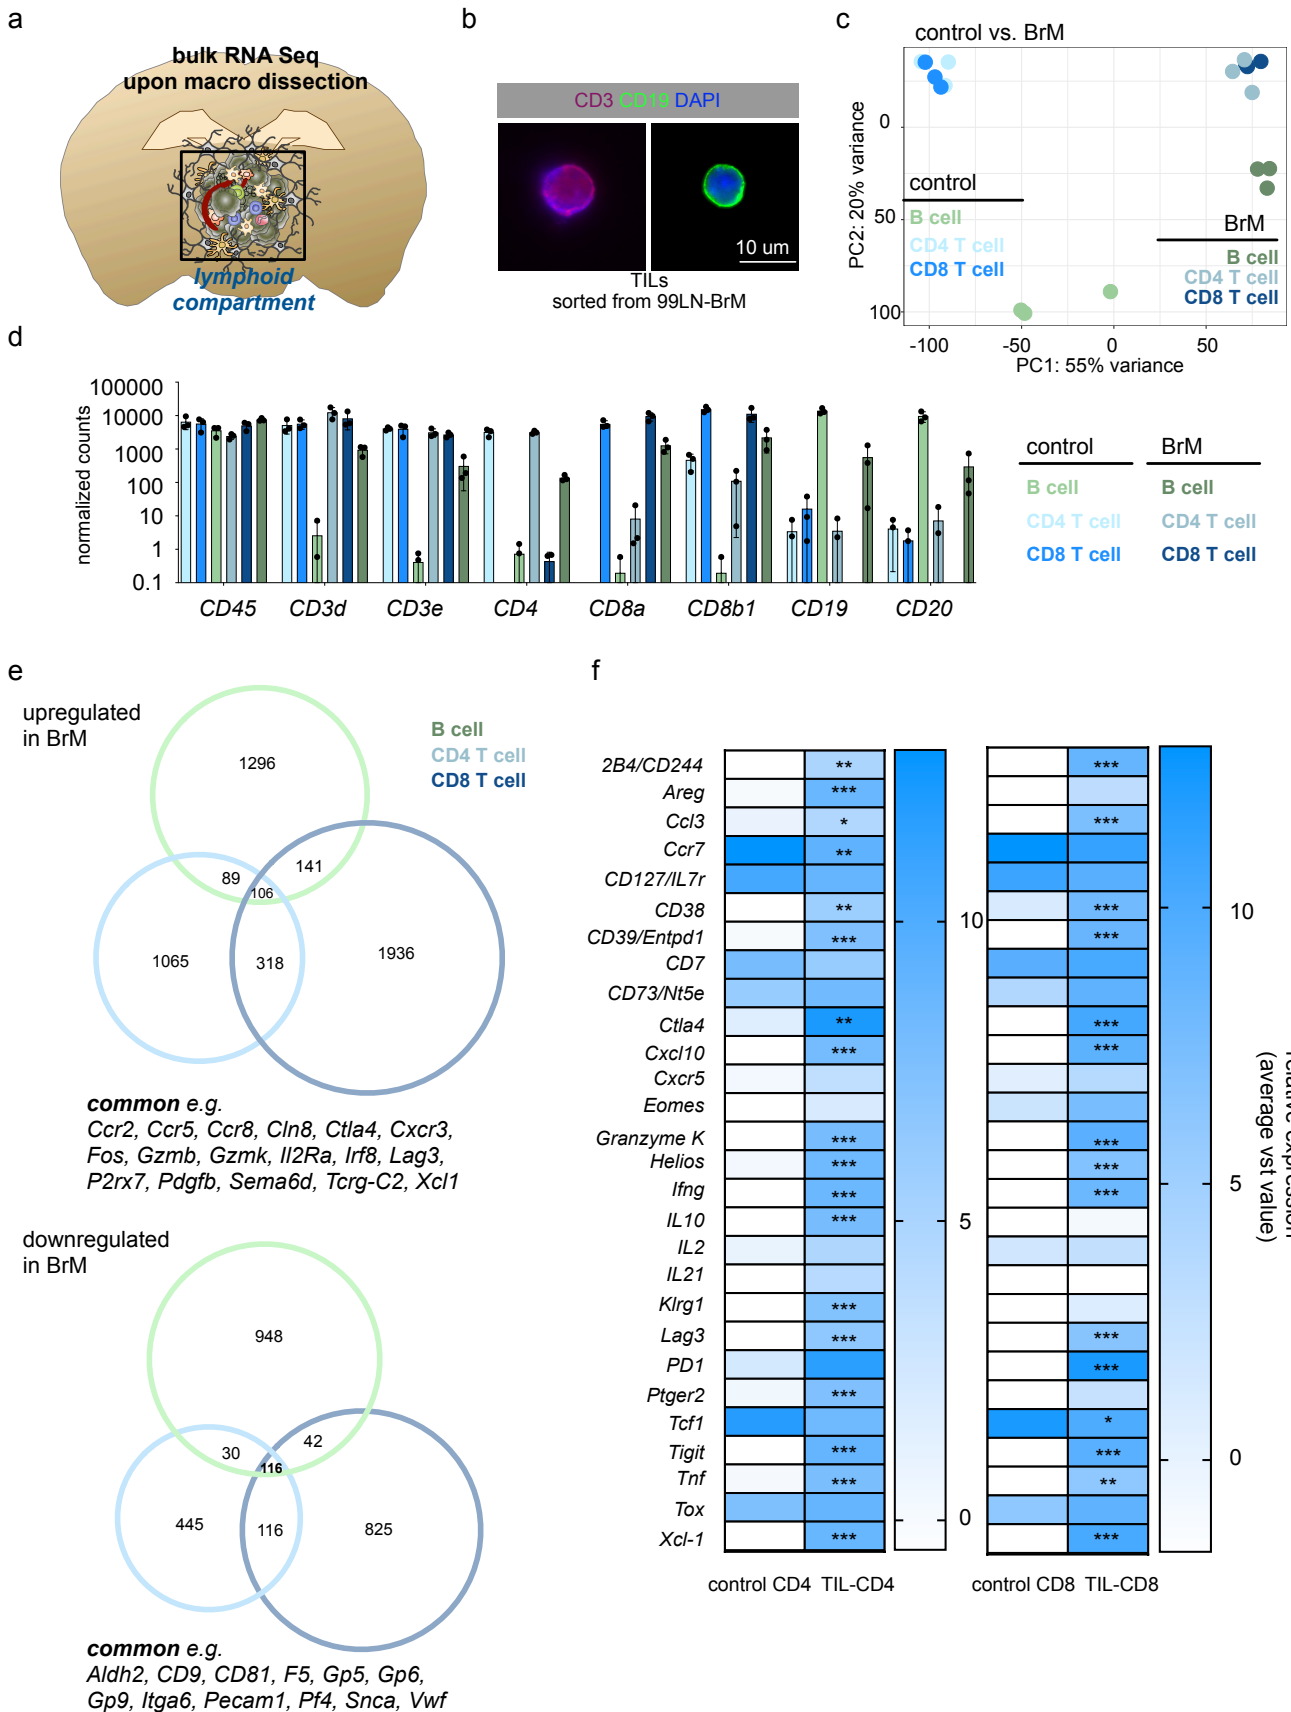 a
bulk RNA Seq
upon macro dissection
lymphoid
compartment
b
CD3 CD19 DAPI
10 um
TILs
sorted from 99LN-BrM
c
control vs. BrM
PC2: 20% variance
0
50
100
control
B cell
CD4 T cell
CD8 T cell
BrM
B cell
CD4 T cell
CD8 T cell
-100
-50
0
50
PC1: 55% variance
d
normalized counts
100000
10000
1000
100
10
1
0.1
CD45
CD3d
CD3e
CD4
CD8a
CD8b1
CD19
CD20
control
BrM
B cell
B cell
CD4 T cell
CD4 T cell
CD8 T cell
CD8 T cell
e
upregulated
in BrM
B cell
CD4 T cell
CD8 T cell
1296
89
141
106
1065
318
1936
common e.g.
Ccr2, Ccr5, Ccr8, Cln8, Ctla4, Cxcr3,
Fos, Gzmb, Gzmk, Il2Ra, Irf8, Lag3,
P2rx7, Pdgfb, Sema6d, Tcrg-C2, Xcl1
downregulated
in BrM
948
30
42
116
445
116
825
common e.g.
Aldh2, CD9, CD81, F5, Gp5, Gp6,
Gp9, Itga6, Pecam1, Pf4, Snca, Vwf
f
2B4/CD244 ** ***
Areg ***
Ccl3 * ***
Ccr7 **
CD127/IL7r
CD38 ** ***
CD39/Entpd1 *** ***
CD7
CD73/Nt5e
Ctla4 ** ***
Cxcl10 *** ***
Cxcr5
Eomes
Granzyme K *** ***
Helios *** ***
Ifng *** ***
IL10 ***
IL2
IL21
Klrg1 ***
Lag3 *** ***
PD1 ***
Ptger2 ***
Tcf1 *
Tigit *** ***
Tnf *** **
Tox
Xcl-1 *** ***
control CD4 TIL-CD4
10
5
0
control CD8 TIL-CD8
10
5
0
relative expression
(average vst value)